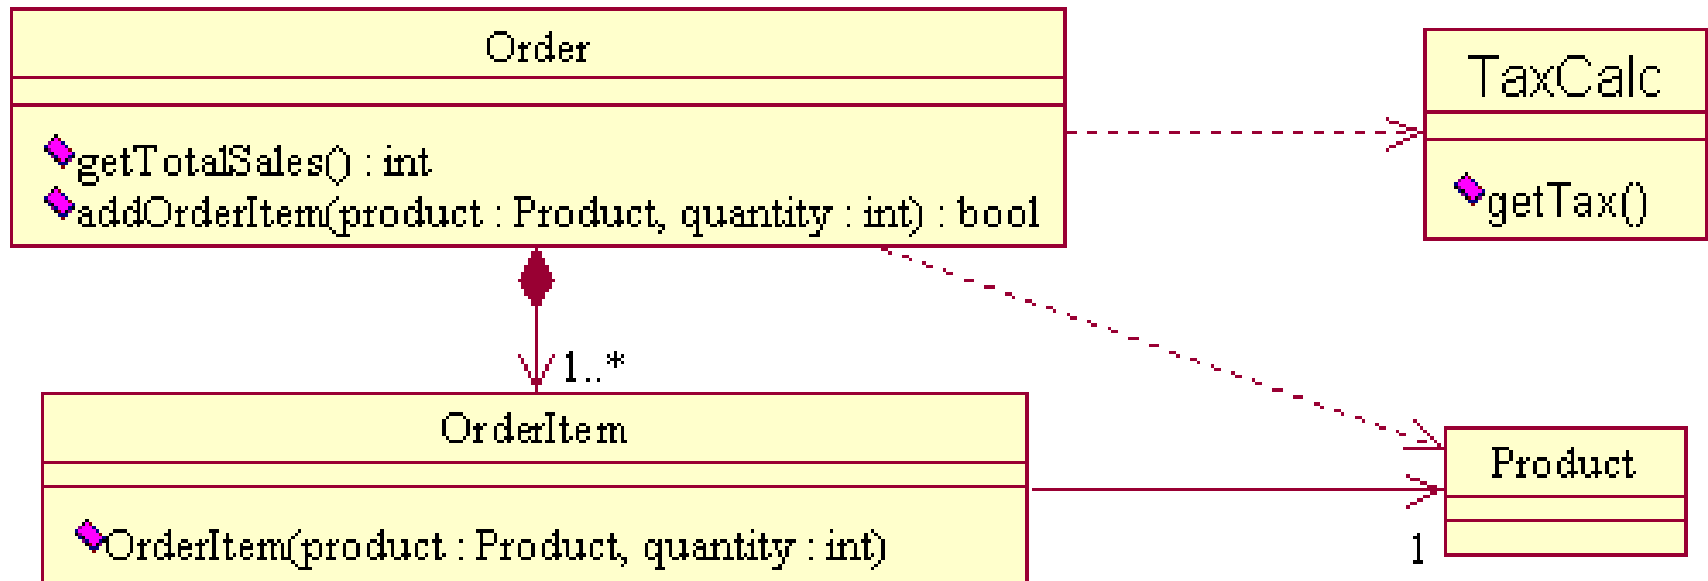 Order
getTotalSales() : int
addOrderItem(product : Product, quantity : int) : bool
TaxCalc
getTax()
1..*
OrderItem
OrderItem(product : Product, quantity : int)
Product
1